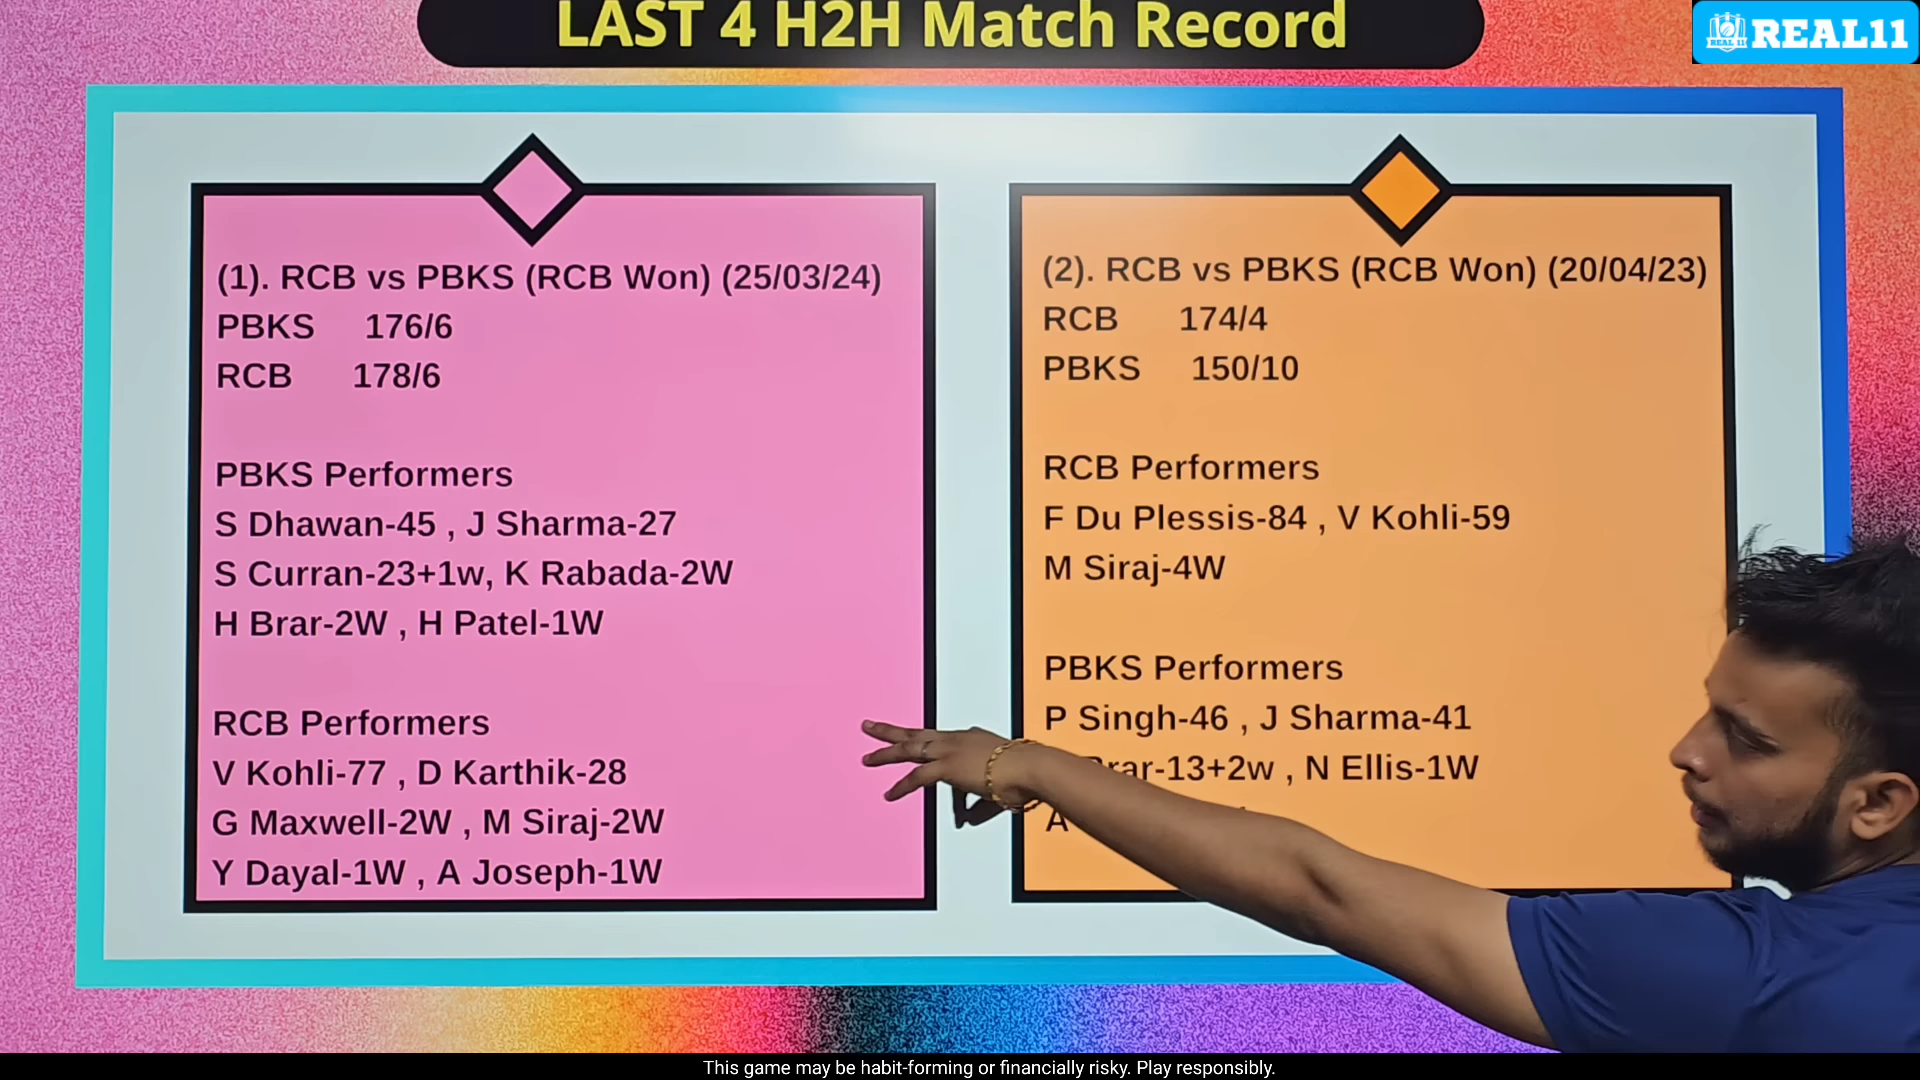 LAST 4 H2H Match Record
REAL 11 REAL11
(1). RCB vs PBKS (RCB Won) (25/03/24)
PBKS 176/6
RCB 178/6
PBKS Performers
S Dhawan-45 , J Sharma-27
S Curran-23+1w, K Rabada-2W
H Brar-2W , H Patel-1W
RCB Performers
V Kohli-77 , D Karthik-28
G Maxwell-2W , M Siraj-2W
Y Dayal-1W , A Joseph-1W
(2). RCB vs PBKS (RCB Won) (20/04/23)
RCB 174/4
PBKS 150/10
RCB Performers
F Du Plessis-84 , V Kohli-59
M Siraj-4W
PBKS Performers
P Singh-46 , J Sharma-41
Brar-13+2w , N Ellis-1W
A
This game may be habit-forming or financially risky. Play responsibly.